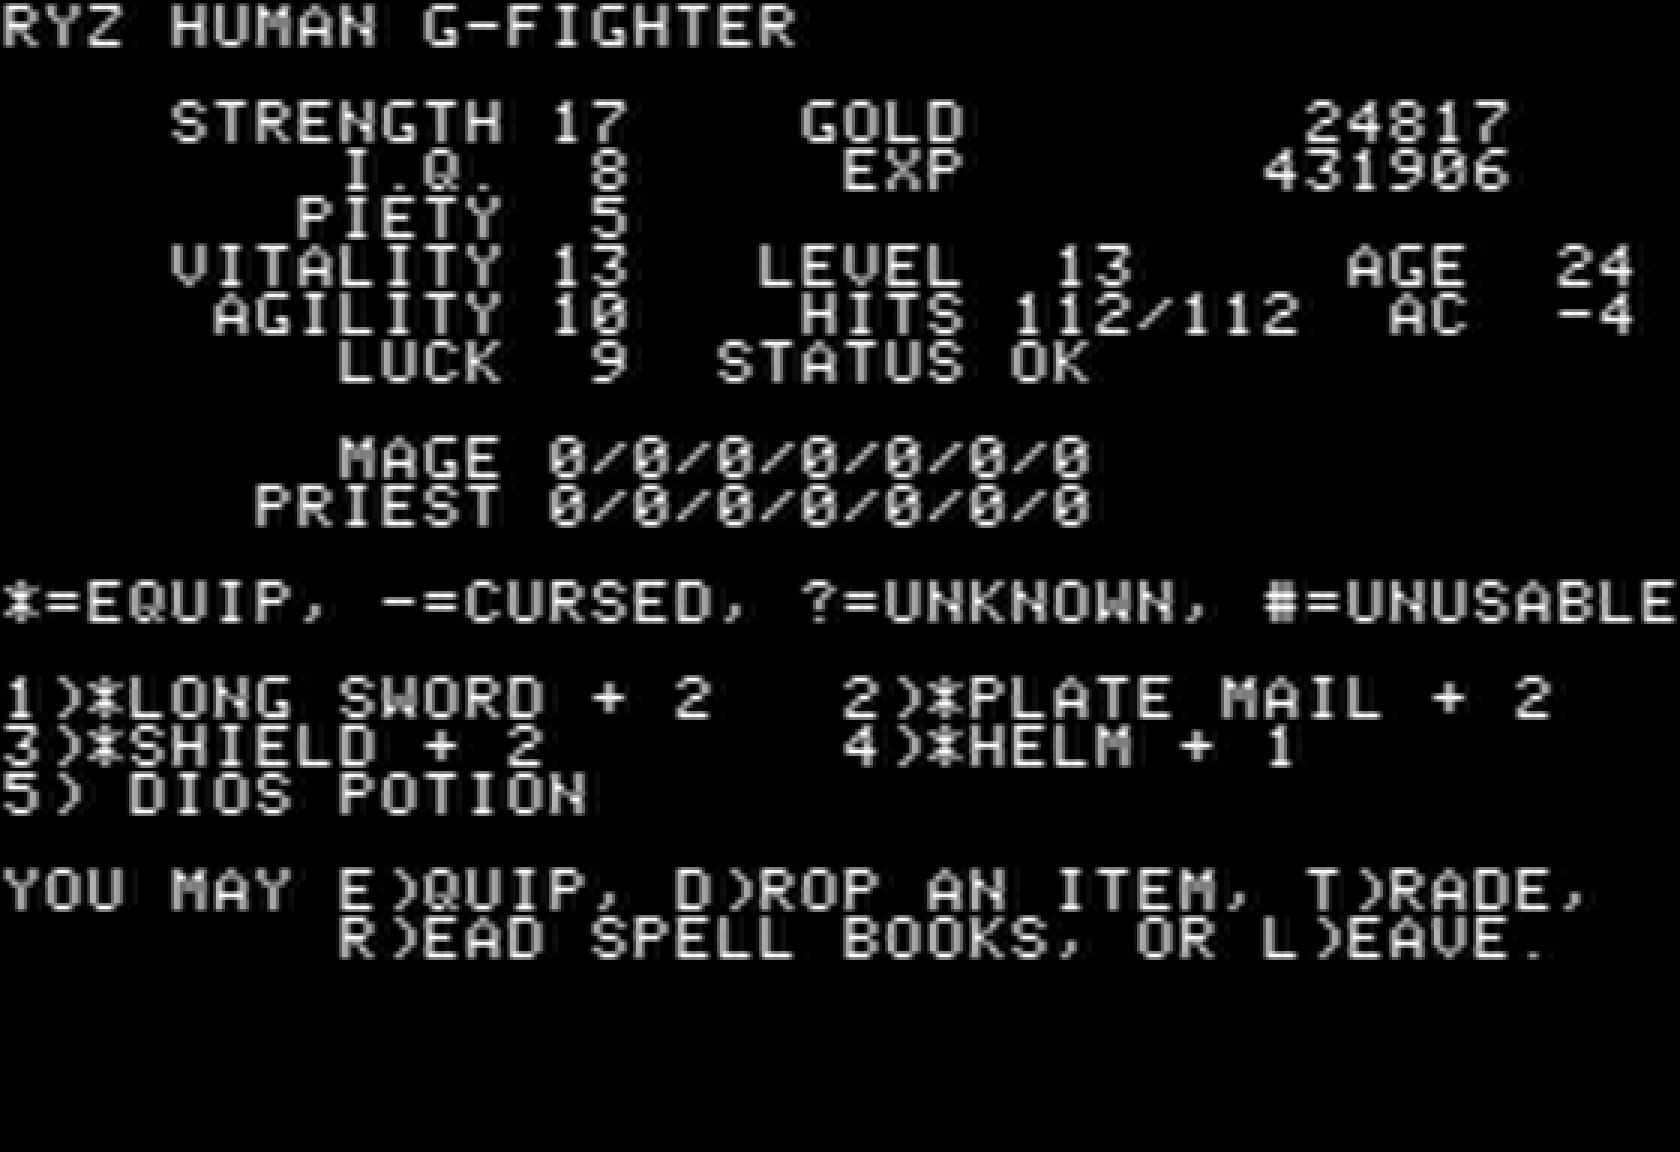 RYZ HUMAN G-FIGHTER
STRENGTH 17 GOLD 24817
I.Q. 8 EXP 431906
PIETY 5
VITALITY 13 LEVEL 13 AGE 24
AGILITY 10 HITS 112/112 AC -4
LUCK 9 STATUS OK
MAGE 0/0/0/0/0/0/0
PRIEST 0/0/0/0/0/0/0
*=EQUIP, -=CURSED, ?=UNKNOWN, #=UNUSABLE
1)*LONG SWORD + 2 2)*PLATE MAIL + 2
3)*SHIELD + 2 4)*HELM + 1
5) DIOS POTION
YOU MAY E)QUIP, D)ROP AN ITEM, T)RADE,
R)EAD SPELL BOOKS, OR L)EAVE.